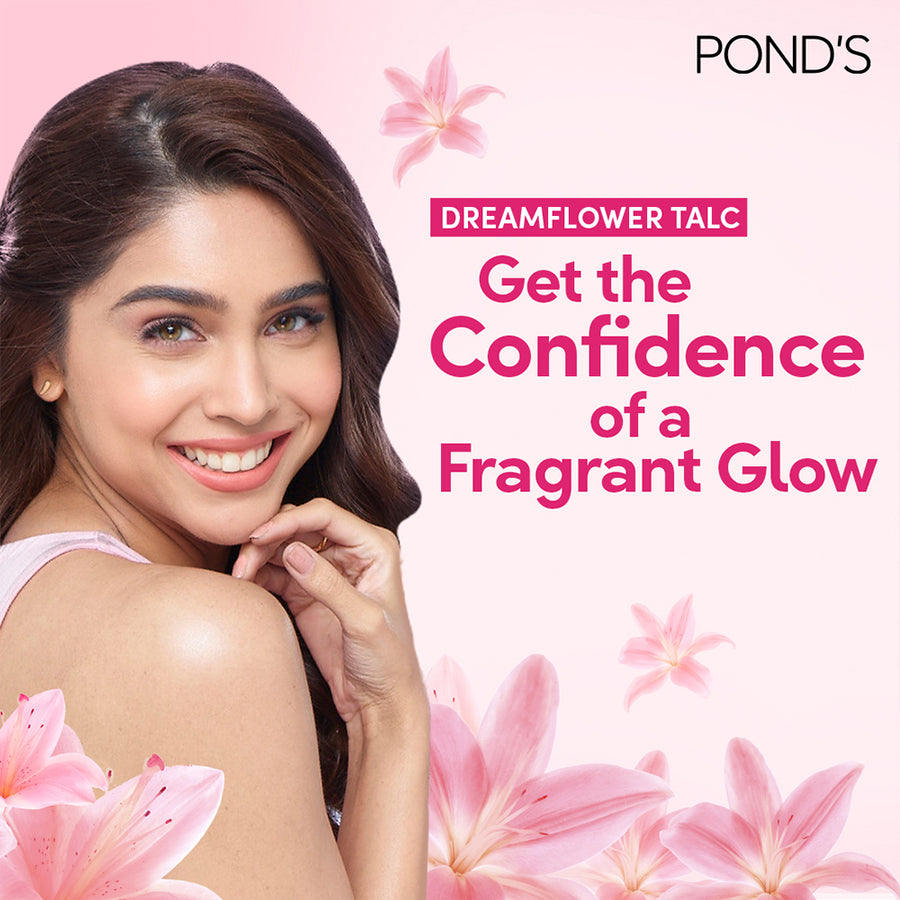 POND'S
DREAMFLOWER TALC
Get the
Confidence
of a
Fragrant Glow